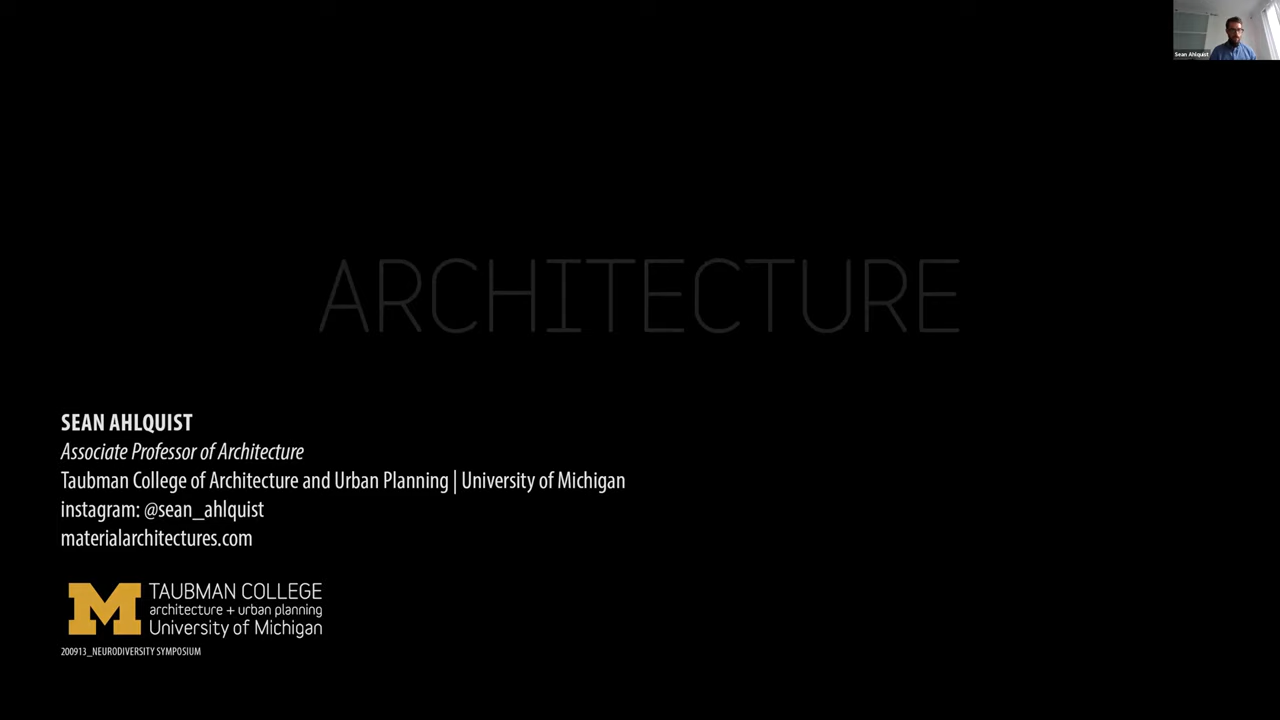 Sean Ahlquist
ARCHITECTURE
SEAN AHLQUIST
Associate Professor of Architecture
Taubman College of Architecture and Urban Planning | University of Michigan
instagram: @sean_ahlquist
materialarchitectures.com
M
TAUBMAN COLLEGE
architecture + urban planning
University of Michigan
200913_NEURODIVERSITY SYMPOSIUM